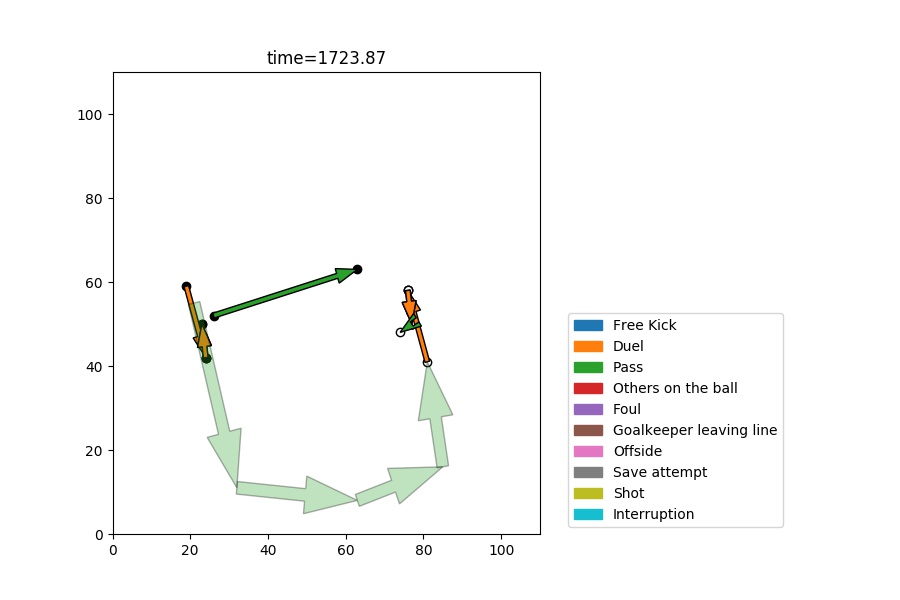 time=1723.87
100
80
60
40
20
0
0 20 40 60 80 100
Free Kick
Duel
Pass
Others on the ball
Foul
Goalkeeper leaving line
Offside
Save attempt
Shot
Interruption